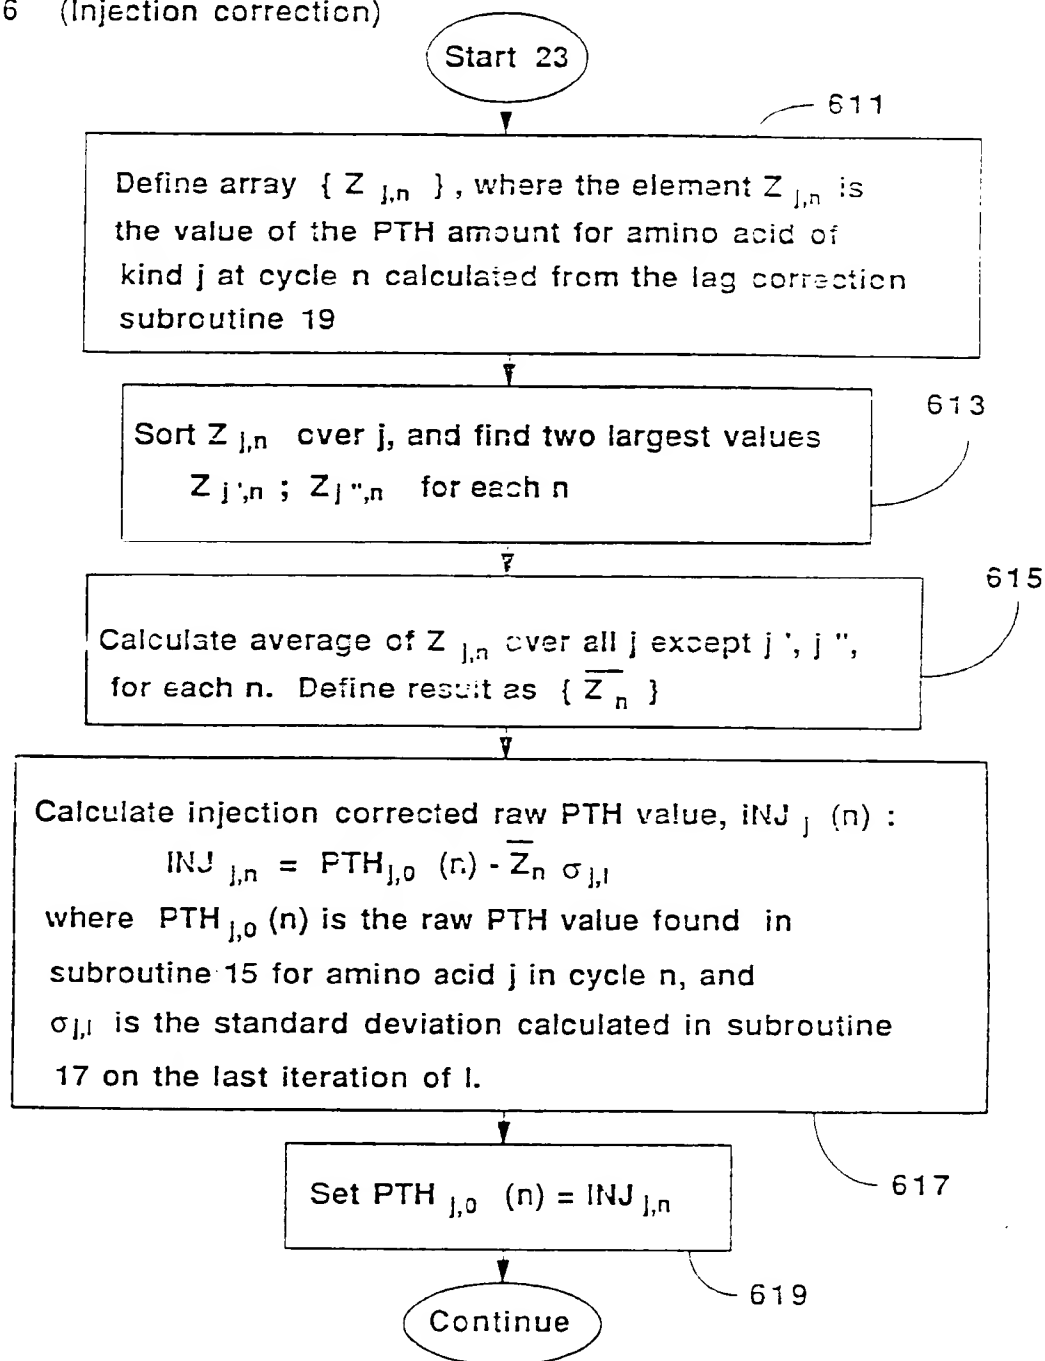 6 (Injection correction)
Start 23
611
Define array { Z j,n } , where the element Z j,n is
the value of the PTH amount for amino acid of
kind j at cycle n calculated from the lag correction
subroutine 19
613
Sort Z j,n over j, and find two largest values
Z j ',n ; Z j ",n for each n
615
Calculate average of Z j,n over all j except j ', j ",
for each n. Define result as { Z̅ n }
Calculate injection corrected raw PTH value, INJ j (n) :
INJ j,n = PTH j,0 (n) - Z̅ n σ j,I
where PTH j,0 (n) is the raw PTH value found in
subroutine 15 for amino acid j in cycle n, and
σ j,I is the standard deviation calculated in subroutine
17 on the last iteration of I.
617
Set PTH j,0 (n) = INJ j,n
619
Continue